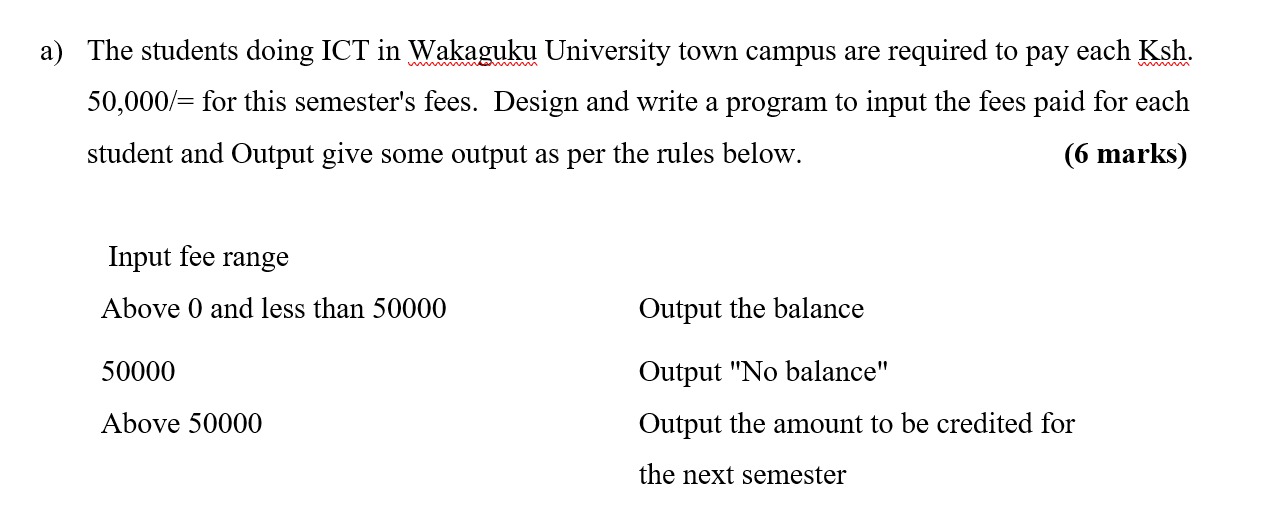 a) The students doing ICT in Wakaguku University town campus are required to pay each Ksh.
50,000/= for this semester's fees. Design and write a program to input the fees paid for each
student and Output give some output as per the rules below. (6 marks)
Input fee range
Above 0 and less than 50000 Output the balance
50000 Output "No balance"
Above 50000 Output the amount to be credited for
the next semester